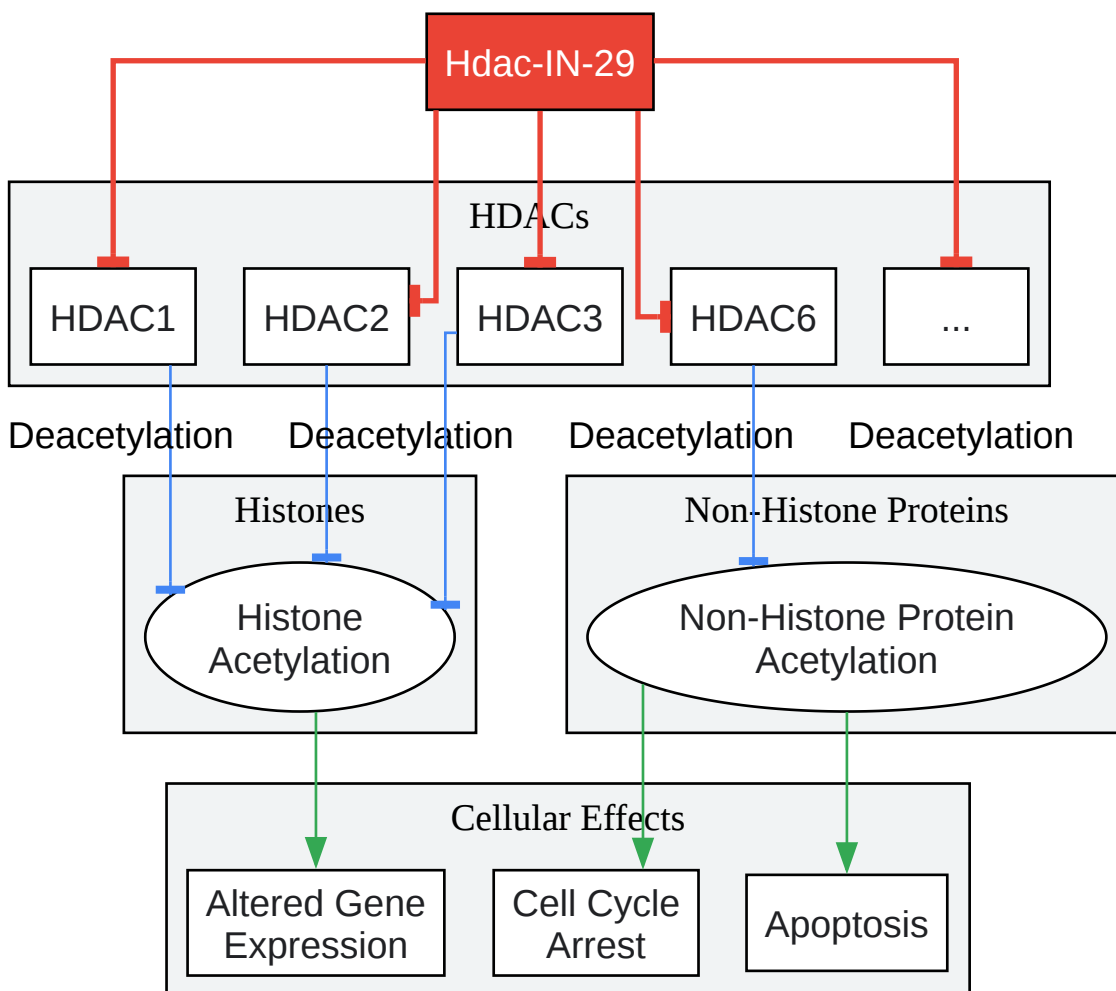 Hdac-IN-29
HDACs
HDAC1
HDAC2
HDAC3
HDAC6
...
Deacetylation
Deacetylation
Deacetylation
Deacetylation
Histones
Non-Histone Proteins
Histone
Acetylation
Non-Histone Protein
Acetylation
Cellular Effects
Altered Gene
Expression
Cell Cycle
Arrest
Apoptosis